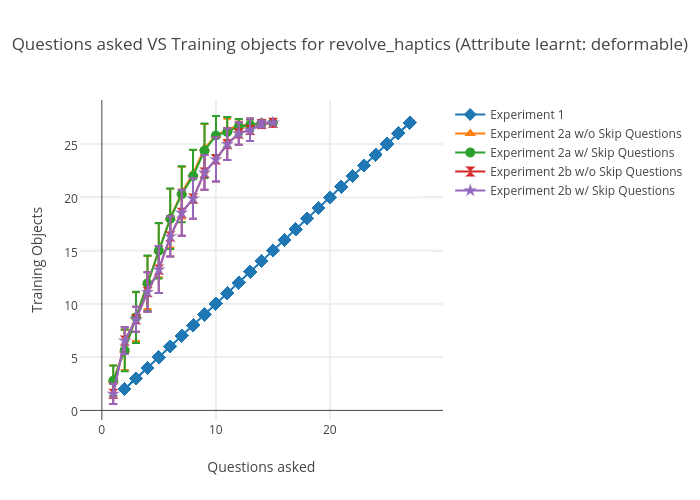 Questions asked VS Training objects for revolve_haptics (Attribute learnt: deformable)
Experiment 1
Experiment 2a w/o Skip Questions
Experiment 2a w/ Skip Questions
Experiment 2b w/o Skip Questions
Experiment 2b w/ Skip Questions
Training Objects
25
20
15
10
5
0
0
10
20
Questions asked